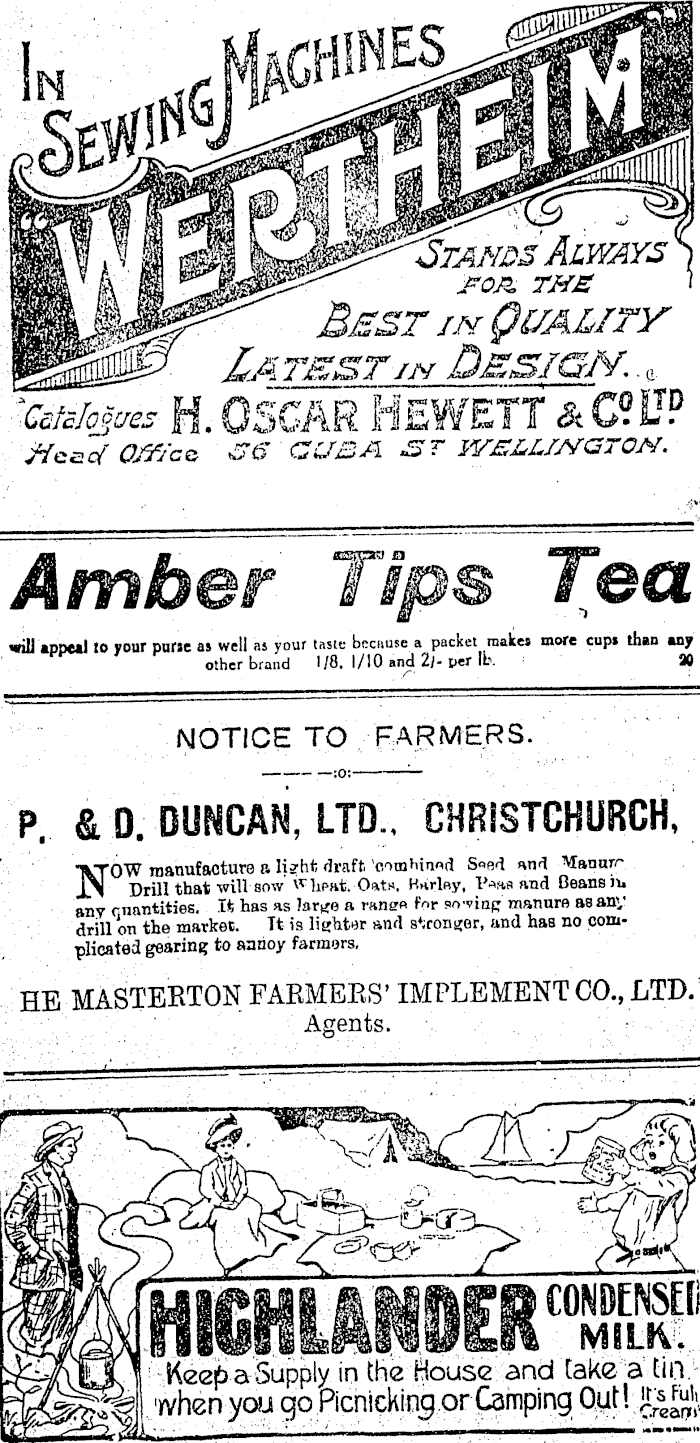 IN
SEWING MACHINES
"WERTHEIM"
STANDS ALWAYS
FOR THE
BEST IN QUALITY
LATEST IN DESIGN.
Catalogues H. OSCAR HEWETT & Co. LTD.
Head Office 56 CUBA ST WELLINGTON.
Amber Tips Tea
will appeal to your purse as well as your taste because a packet makes more cups than any
other brand 1/8, 1/10 and 2/- per lb. 20
NOTICE TO FARMERS.
:o:
P. & D. DUNCAN, LTD., CHRISTCHURCH,
NOW manufacture a light draft combined Seed and Manure
Drill that will sow Wheat, Oats, Barley, Peas and Beans in
any quantities. It has as large a range for sowing manure as any
drill on the market. It is lighter and stronger, and has no com-
plicated gearing to annoy farmers.
HE MASTERTON FARMERS' IMPLEMENT CO., LTD.
Agents.
HIGHLANDER CONDENSED
MILK.
Keep a Supply in the House and take a tin
when you go Picnicking or Camping Out! It's Full
Cream